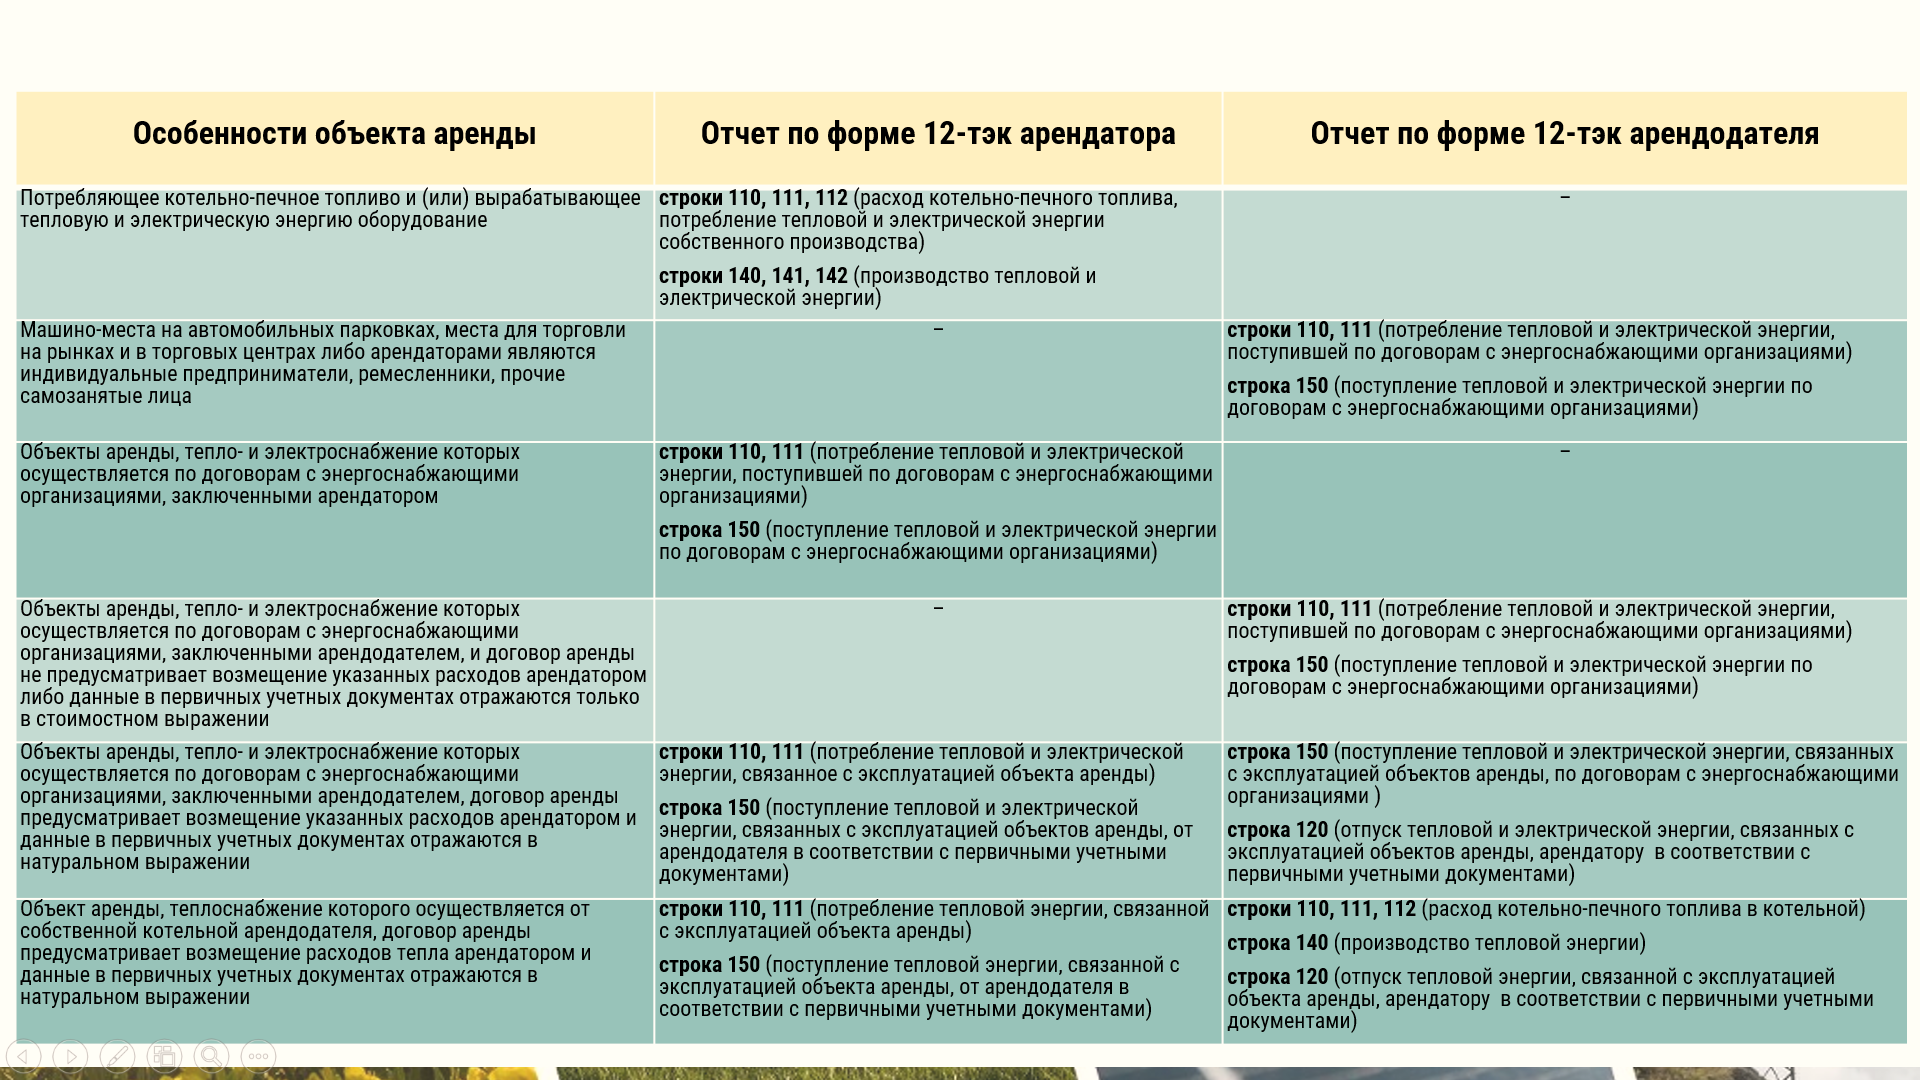 Особенности объекта аренды
Отчет по форме 12-тэк арендатора
Отчет по форме 12-тэк арендодателя
Потребляющее котельно-печное топливо и (или) вырабатывающее
тепловую и электрическую энергию оборудование
строки 110, 111, 112 (расход котельно-печного топлива,
потребление тепловой и электрической энергии
собственного производства)
строки 140, 141, 142 (производство тепловой и
электрической энергии)
–
Машино-места на автомобильных парковках, места для торговли
на рынках и в торговых центрах либо арендаторами являются
индивидуальные предприниматели, ремесленники, прочие
самозанятые лица
–
строки 110, 111 (потребление тепловой и электрической энергии,
поступившей по договорам с энергоснабжающими организациями)
строка 150 (поступление тепловой и электрической энергии по
договорам с энергоснабжающими организациями)
Объекты аренды, тепло- и электроснабжение которых
осуществляется по договорам с энергоснабжающими
организациями, заключенными арендатором
строки 110, 111 (потребление тепловой и электрической
энергии, поступившей по договорам с энергоснабжающими
организациями)
строка 150 (поступление тепловой и электрической энергии
по договорам с энергоснабжающими организациями)
–
Объекты аренды, тепло- и электроснабжение которых
осуществляется по договорам с энергоснабжающими
организациями, заключенными арендодателем, и договор аренды
не предусматривает возмещение указанных расходов арендатором
либо данные в первичных учетных документах отражаются только
в стоимостном выражении
–
строки 110, 111 (потребление тепловой и электрической энергии,
поступившей по договорам с энергоснабжающими организациями)
строка 150 (поступление тепловой и электрической энергии по
договорам с энергоснабжающими организациями)
Объекты аренды, тепло- и электроснабжение которых
осуществляется по договорам с энергоснабжающими
организациями, заключенными арендодателем, договор аренды
предусматривает возмещение указанных расходов арендатором и
данные в первичных учетных документах отражаются в
натуральном выражении
строки 110, 111 (потребление тепловой и электрической
энергии, связанное с эксплуатацией объекта аренды)
строка 150 (поступление тепловой и электрической
энергии, связанных с эксплуатацией объектов аренды, от
арендодателя в соответствии с первичными учетными
документами)
строка 150 (поступление тепловой и электрической энергии, связанных
с эксплуатацией объектов аренды, по договорам с энергоснабжающими
организациями )
строка 120 (отпуск тепловой и электрической энергии, связанных с
эксплуатацией объектов аренды, арендатору  в соответствии с
первичными учетными документами)
Объект аренды, теплоснабжение которого осуществляется от
собственной котельной арендодателя, договор аренды
предусматривает возмещение расходов тепла арендатором и
данные в первичных учетных документах отражаются в
натуральном выражении
строки 110, 111 (потребление тепловой энергии, связанной
с эксплуатацией объекта аренды)
строка 150 (поступление тепловой энергии, связанной с
эксплуатацией объекта аренды, от арендодателя в
соответствии с первичными учетными документами)
строки 110, 111, 112 (расход котельно-печного топлива в котельной)
строка 140 (производство тепловой энергии)
строка 120 (отпуск тепловой энергии, связанной с эксплуатацией
объекта аренды, арендатору  в соответствии с первичными учетными
документами)